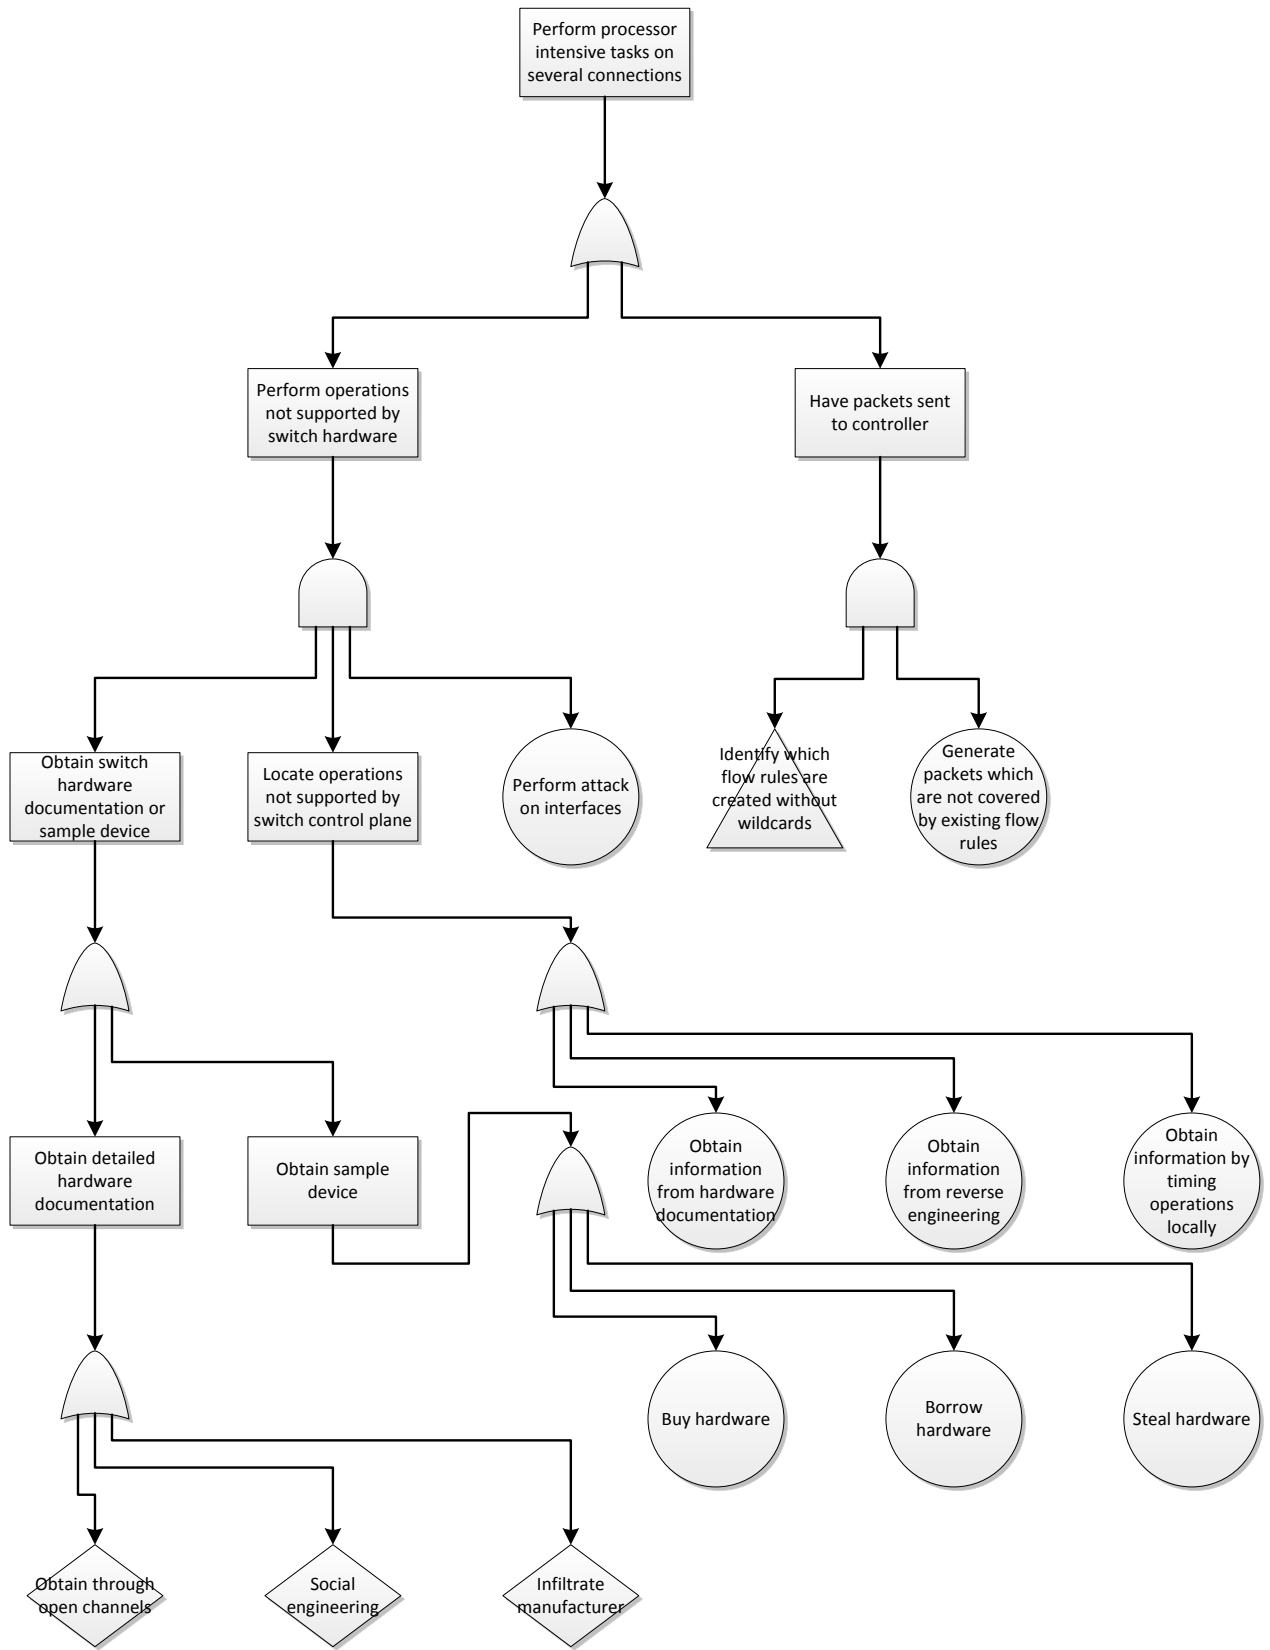 Perform processor
intensive tasks on
several connections
Perform operations
not supported by
switch hardware
Have packets sent
to controller
Obtain switch
hardware
documentation or
sample device
Locate operations
not supported by
switch control plane
Perform attack
on interfaces
Identify which
flow rules are
created without
wildcards
Generate
packets which
are not covered
by existing flow
rules
Obtain detailed
hardware
documentation
Obtain sample
device
Obtain
information
from hardware
documentation
Obtain
information
from reverse
engineering
Obtain
information by
timing
operations
locally
Buy hardware
Borrow
hardware
Steal hardware
Obtain through
open channels
Social
engineering
Infiltrate
manufacturer